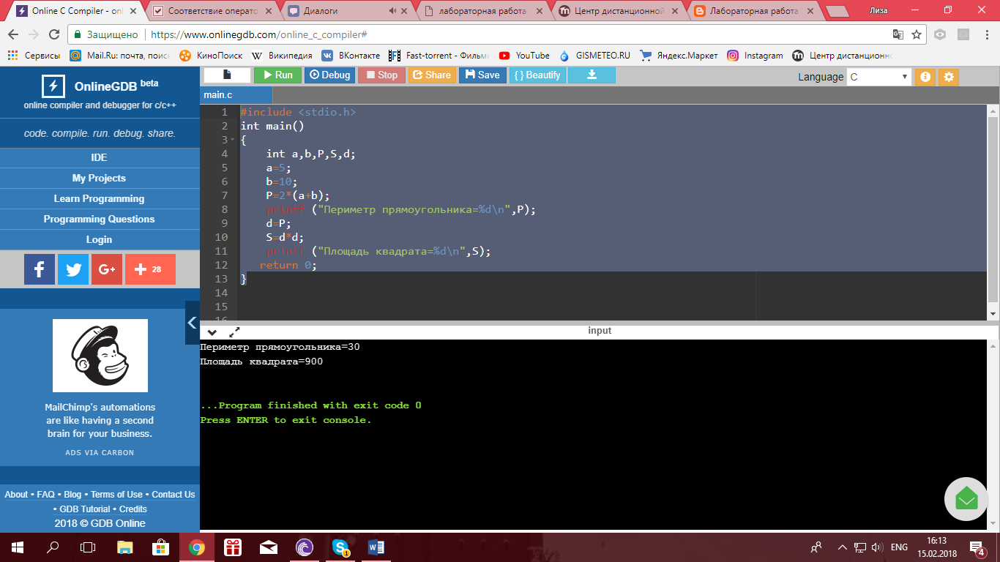 Online C Compiler - onl
Соответствие операто
Диалоги
лабораторная работа
Центр дистанционной
Лабораторная работа
Лиза
Защищено
https://www.onlinegdb.com/online_c_compiler#
Сервисы
Mail.Ru: почта, поиск
КиноПоиск
Википедия
ВКонтакте
Fast-torrent - Фильмы
YouTube
GISMETEO.RU
Яндекс.Маркет
Instagram
Центр дистанционно
OnlineGDB beta
online compiler and debugger for c/c++
code. compile. run. debug. share.
IDE
My Projects
Learn Programming
Programming Questions
Login
28
MailChimp's automations
are like having a second
brain for your business.
ADS VIA CARBON
About • FAQ • Blog • Terms of Use • Contact Us
• GDB Tutorial • Credits
2018 © GDB Online
Run Debug Stop Share Save { } Beautify
Language C
main.c
1 #include <stdio.h>
2 int main()
3 {
4 int a,b,P,S,d;
5 a=5;
6 b=10;
7 P=2*(a+b);
8 printf ("Периметр прямоугольника=%d\n",P);
9 d=P;
10 S=d*d;
11 printf ("Площадь квадрата=%d\n",S);
12 return 0;
13 }
14
15
16
input
Периметр прямоугольника=30
Площадь квадрата=900
...Program finished with exit code 0
Press ENTER to exit console.
ENG
16:13
15.02.2018
4